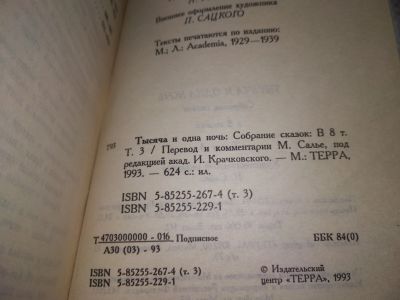 Внешнее оформление художника
П. САЦКОГО
Тексты печатаются по изданию:
М.; Л.: Academia, 1929—1939
Тысяча и одна ночь: Собрание сказок: В 8 т.
Т. 3 / Перевод и комментарии М. Салье, под
редакцией акад. И. Крачковского. — М.: ТЕРРА,
1993. — 624 с.: ил.
ISBN 5-85255-267-4 (т. 3)
ISBN 5-85255-229-1
Т 4703000000 - 016 Подписное
А30 (03) - 93
ББК 84(0)
ISBN 5-85255-267-4 (т. 3)
ISBN 5-85255-229-1
© Издательский
центр «ТЕРРА», 1993